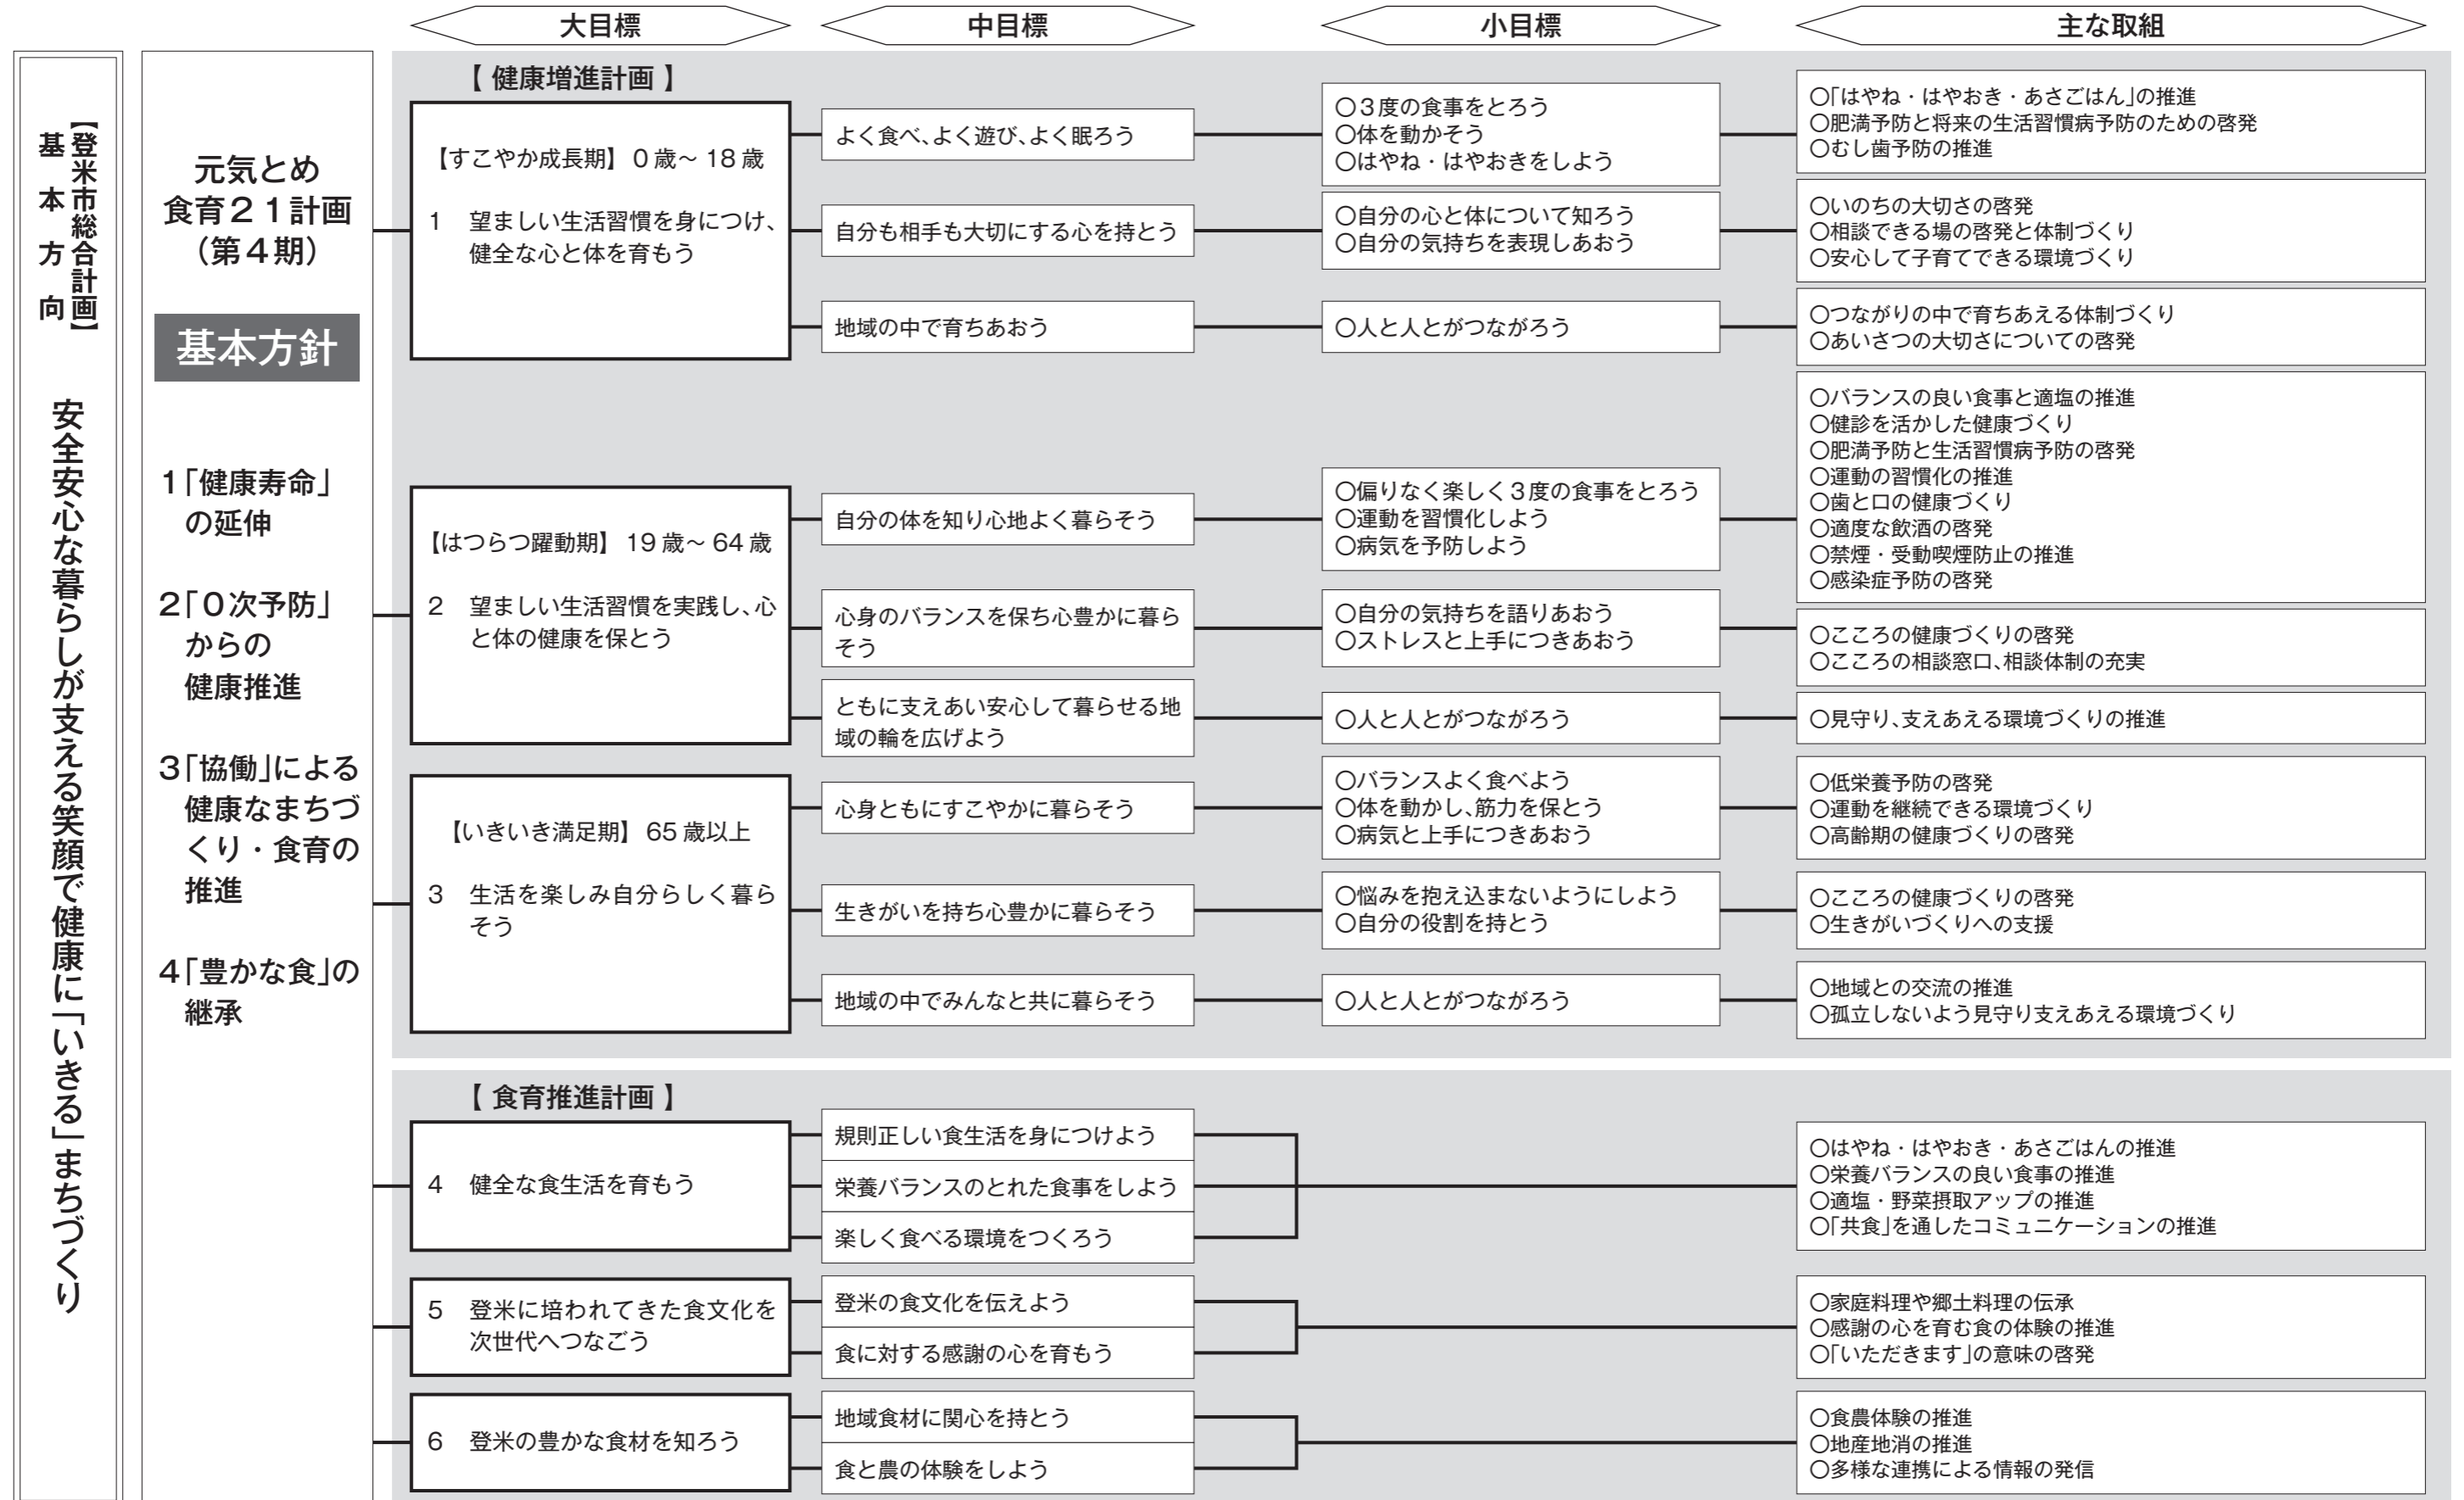 大目標
中目標
小目標
主な取組
【登米市総合計画】
基本方向
安全安心な暮らしが支える笑顔で健康に「いきる」まちづくり
元気とめ
食育２１計画
（第４期）
基本方針
１「健康寿命」
の延伸
２「０次予防」
からの
健康推進
３「協働」による
健康なまちづ
くり・食育の
推進
４「豊かな食」の
継承
【 健康増進計画 】
【すこやか成長期】０歳～ 18 歳
1　望ましい生活習慣を身につけ、
健全な心と体を育もう
よく食べ、よく遊び、よく眠ろう
〇３度の食事をとろう
〇体を動かそう
〇はやね・はやおきをしよう
〇「はやね・はやおき・あさごはん」の推進
〇肥満予防と将来の生活習慣病予防のための啓発
〇むし歯予防の推進
自分も相手も大切にする心を持とう
〇自分の心と体について知ろう
〇自分の気持ちを表現しあおう
〇いのちの大切さの啓発
〇相談できる場の啓発と体制づくり
〇安心して子育てできる環境づくり
地域の中で育ちあおう
〇人と人とがつながろう
〇つながりの中で育ちあえる体制づくり
〇あいさつの大切さについての啓発
【はつらつ躍動期】 19 歳～ 64 歳
2　望ましい生活習慣を実践し、心
と体の健康を保とう
自分の体を知り心地よく暮らそう
〇偏りなく楽しく３度の食事をとろう
〇運動を習慣化しよう
〇病気を予防しよう
〇バランスの良い食事と適塩の推進
〇健診を活かした健康づくり
〇肥満予防と生活習慣病予防の啓発
〇運動の習慣化の推進
〇歯と口の健康づくり
〇適度な飲酒の啓発
〇禁煙・受動喫煙防止の推進
〇感染症予防の啓発
心身のバランスを保ち心豊かに暮ら
そう
〇自分の気持ちを語りあおう
〇ストレスと上手につきあおう
〇こころの健康づくりの啓発
〇こころの相談窓口、相談体制の充実
ともに支えあい安心して暮らせる地
域の輪を広げよう
〇人と人とがつながろう
〇見守り、支えあえる環境づくりの推進
【いきいき満足期】 65 歳以上
3　生活を楽しみ自分らしく暮ら
そう
心身ともにすこやかに暮らそう
〇バランスよく食べよう
〇体を動かし、筋力を保とう
〇病気と上手につきあおう
〇低栄養予防の啓発
〇運動を継続できる環境づくり
〇高齢期の健康づくりの啓発
生きがいを持ち心豊かに暮らそう
〇悩みを抱え込まないようにしよう
〇自分の役割を持とう
〇こころの健康づくりの啓発
〇生きがいづくりへの支援
地域の中でみんなと共に暮らそう
〇人と人とがつながろう
〇地域との交流の推進
〇孤立しないよう見守り支えあえる環境づくり
【 食育推進計画 】
4　健全な食生活を育もう
規則正しい食生活を身につけよう
栄養バランスのとれた食事をしよう
楽しく食べる環境をつくろう
〇はやね・はやおき・あさごはんの推進
〇栄養バランスの良い食事の推進
〇適塩・野菜摂取アップの推進
〇「共食」を通したコミュニケーションの推進
5　登米に培われてきた食文化を
次世代へつなごう
登米の食文化を伝えよう
食に対する感謝の心を育もう
〇家庭料理や郷土料理の伝承
〇感謝の心を育む食の体験の推進
〇「いただきます」の意味の啓発
6　登米の豊かな食材を知ろう
地域食材に関心を持とう
食と農の体験をしよう
〇食農体験の推進
〇地産地消の推進
〇多様な連携による情報の発信